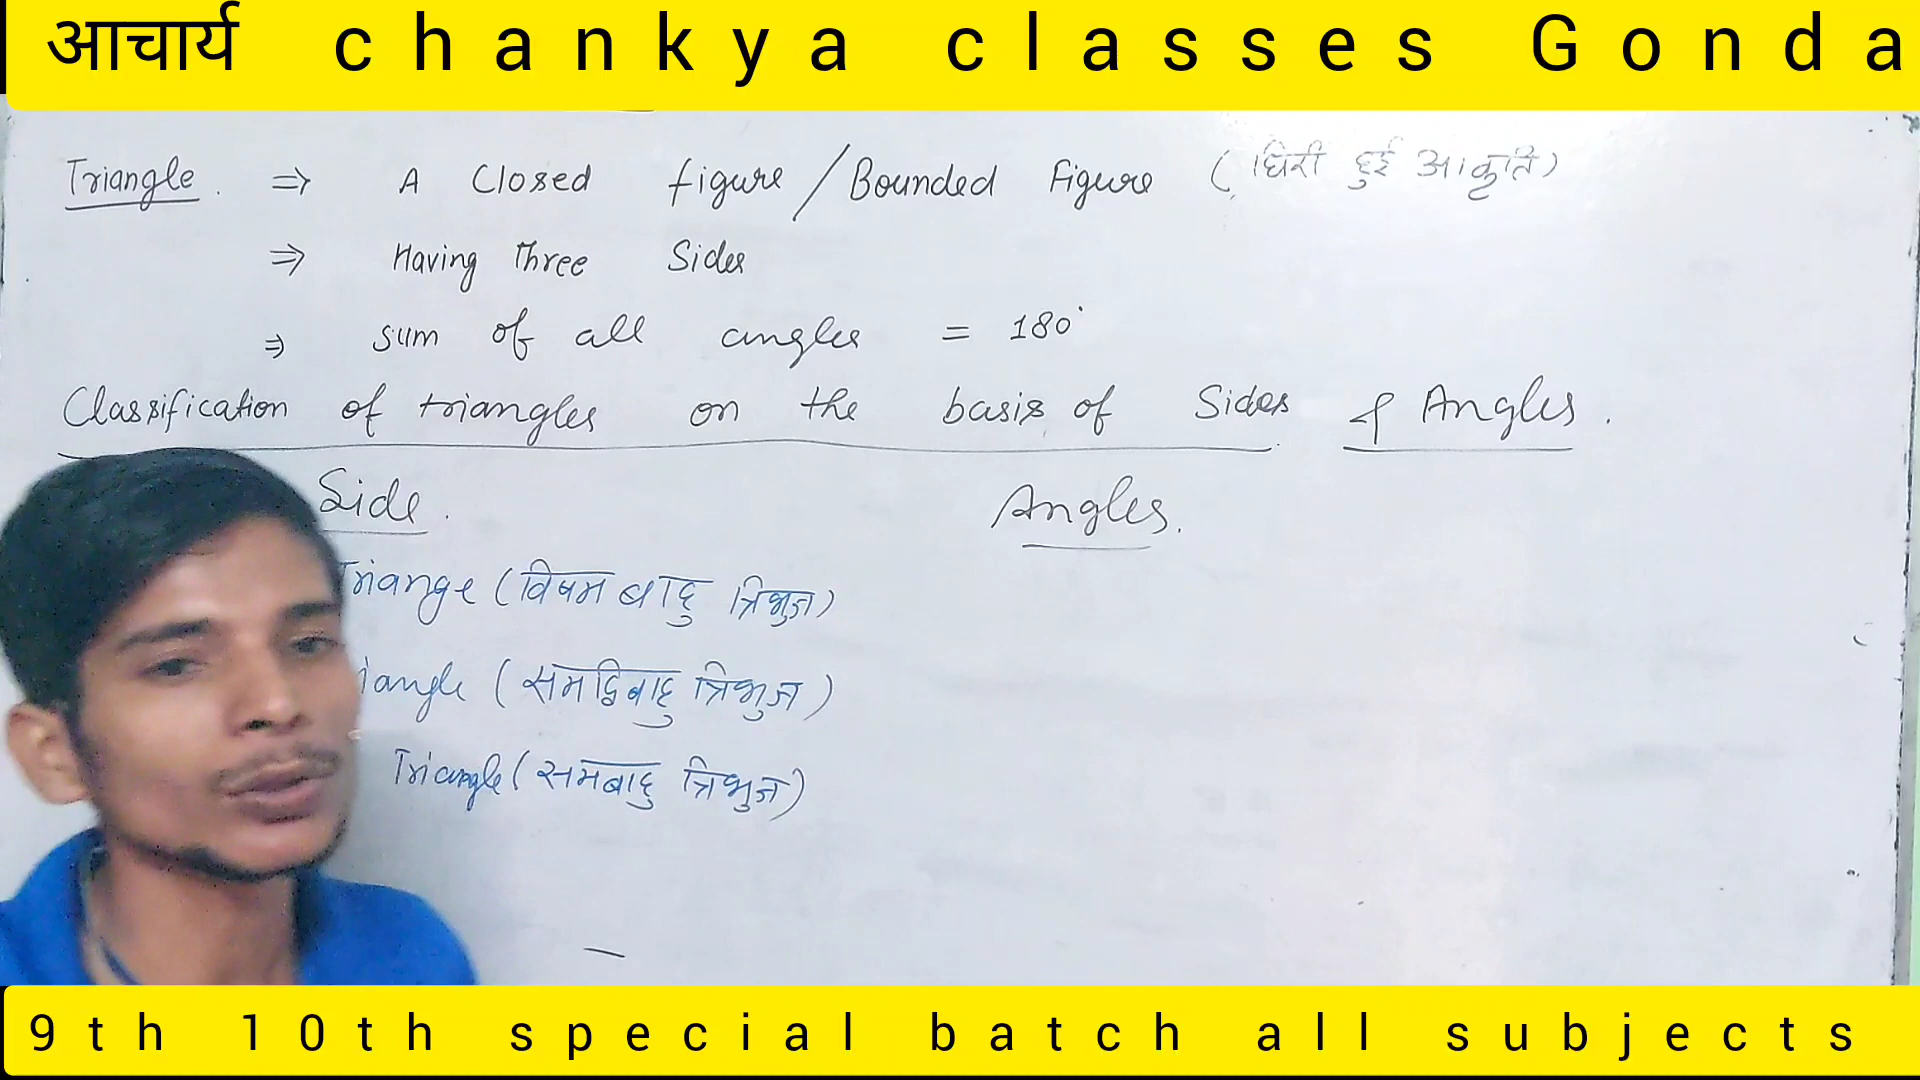 आचार्य chankya classes Gonda
Triangle. ⇒ A Closed figure / Bounded Figure (घिरी हुई आकृति)
⇒ Having Three Sides
⇒ sum of all angles = 180°
Classification of triangles on the basis of Sides & Angles.
Side. Angles.
Triange (विषम बाहु त्रिभुज)
iangle (समद्विबाहु त्रिभुज)
Triangle (समबाहु त्रिभुज)
9th 10th special batch all subjects